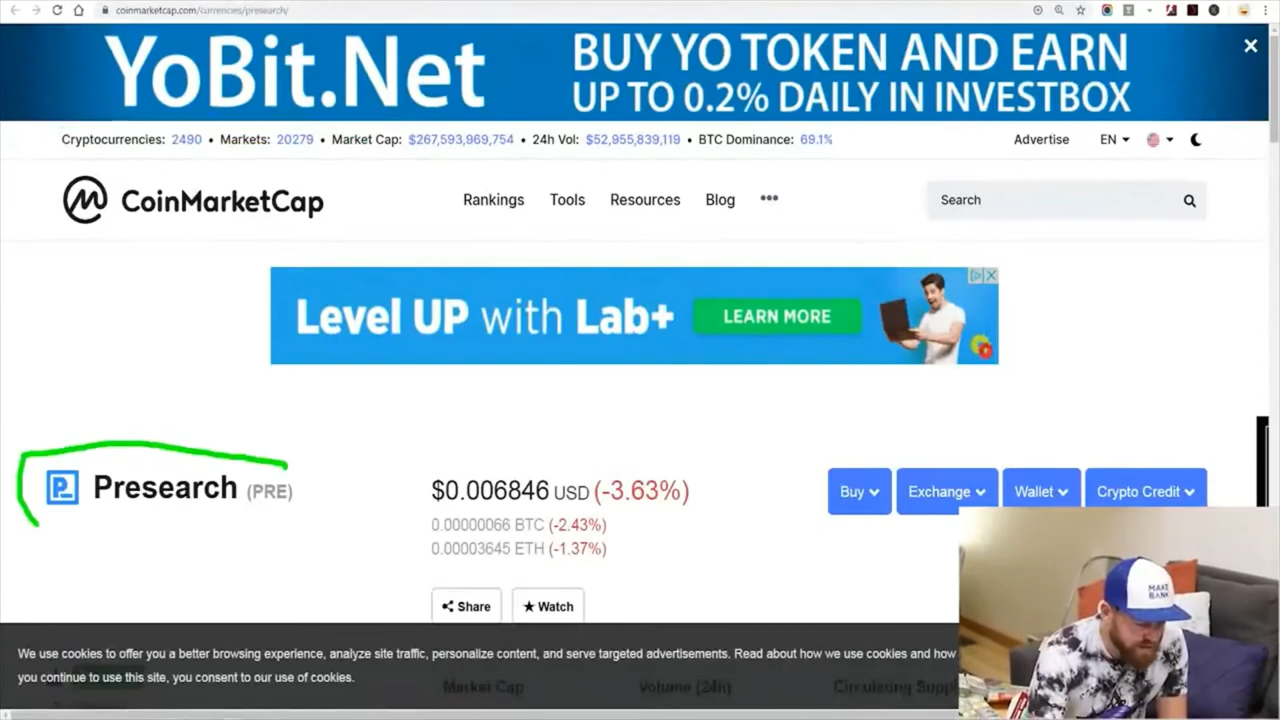 coinmarketcap.com/currencies/presearch/
YoBit.Net
BUY YO TOKEN AND EARN
UP TO 0.2% DAILY IN INVESTBOX
Cryptocurrencies: 2490 • Markets: 20279 • Market Cap: $267,593,969,754 • 24h Vol: $52,955,839,119 • BTC Dominance: 69.1%
Advertise EN
CoinMarketCap
Rankings Tools Resources Blog •••
Search
Level UP with Lab+
LEARN MORE
Presearch (PRE)
$0.006846 USD (-3.63%)
0.00000066 BTC (-2.43%)
0.00003645 ETH (-1.37%)
Buy Exchange Wallet Crypto Credit
Share Watch
MAKE
BANK
We use cookies to offer you a better browsing experience, analyze site traffic, personalize content, and serve targeted advertisements. Read about how we use cookies and how
you continue to use this site, you consent to our use of cookies.
Market Cap Volume (24h) Circulating Supp